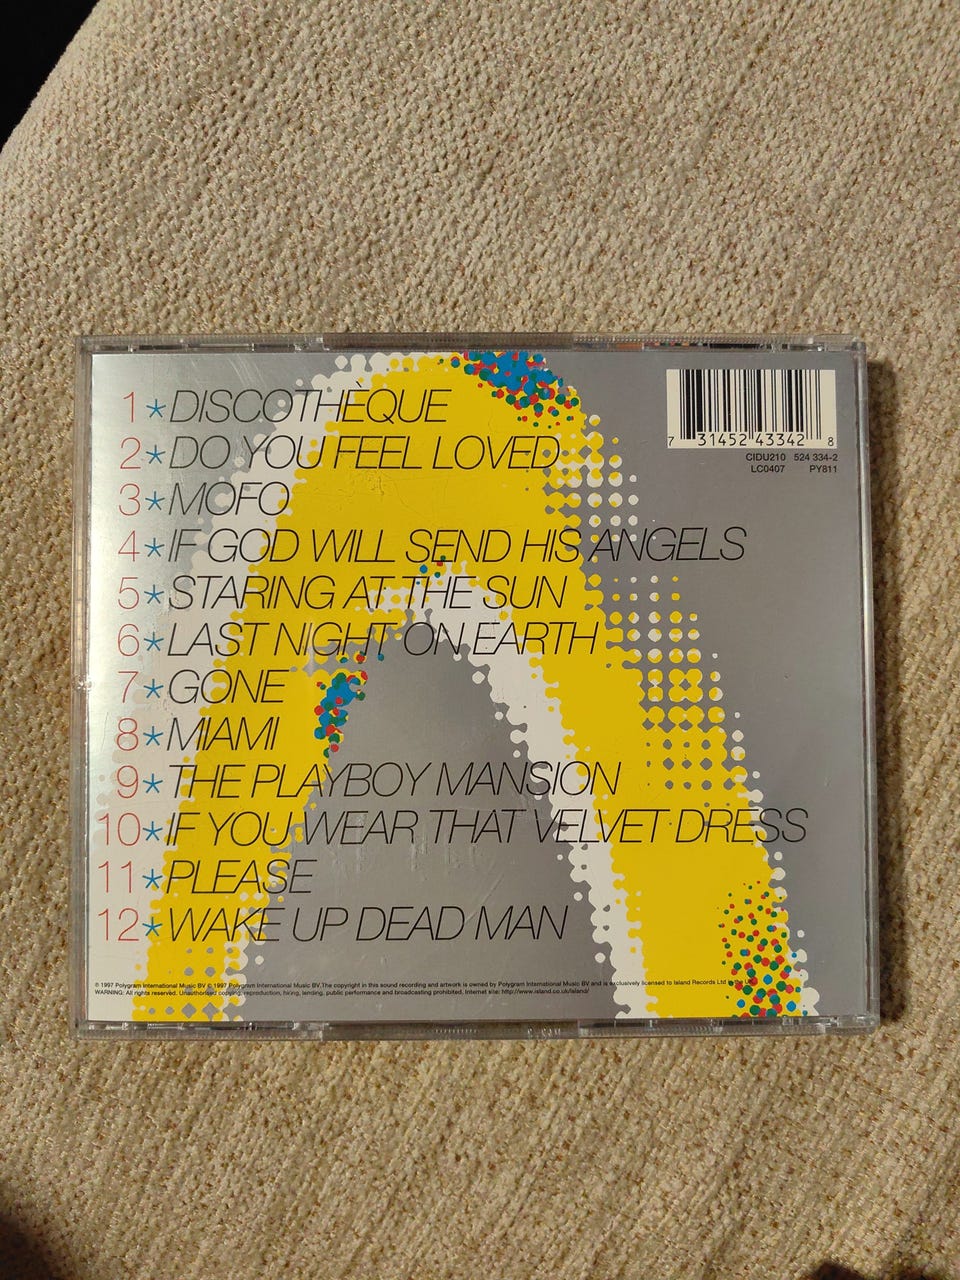 1*DISCOTHÈQUE
2*DO YOU FEEL LOVED
3*MOFO
4*IF GOD WILL SEND HIS ANGELS
5*STARING AT THE SUN
6*LAST NIGHT ON EARTH
7*GONE
8*MIAMI
9*THE PLAYBOY MANSION
10*IF YOU WEAR THAT VELVET DRESS
11*PLEASE
12*WAKE UP DEAD MAN
7 31452 43342 8
CIDU210 524 334-2
LC0407 PY811
℗ 1997 Polygram International Music BV © 1997 Polygram International Music BV.The copyright in this sound recording and artwork is owned by Polygram International Music BV and is exclusively licensed to Island Records Ltd in the UK.
WARNING: All rights reserved. Unauthorised copying, reproduction, hiring, lending, public performance and broadcasting prohibited. Internet site: http://www.island.co.uk/island/